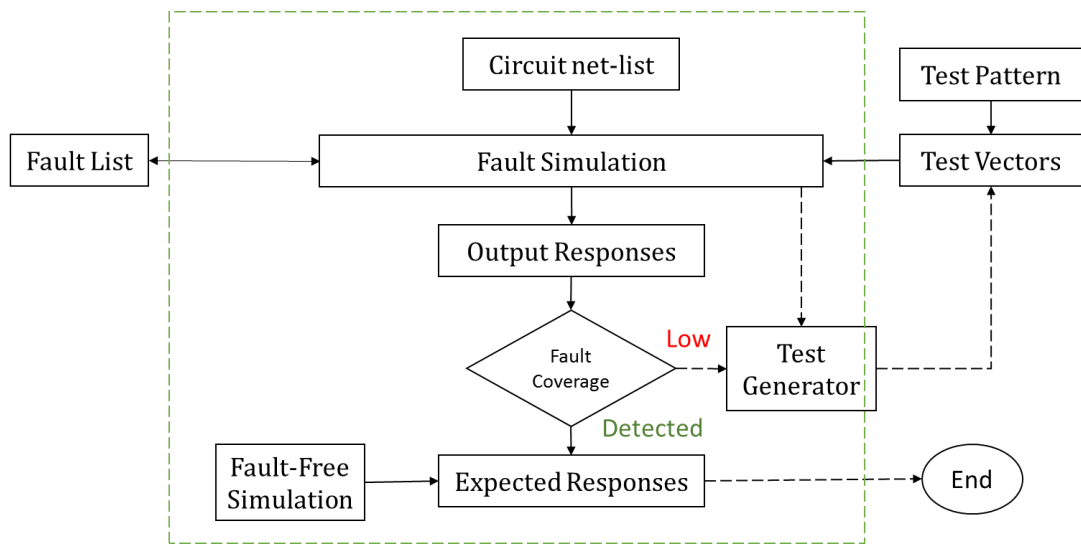 Circuit net-list
Test Pattern
Fault List
Fault Simulation
Test Vectors
Output Responses
Low
Fault
Coverage
Test
Generator
Detected
Fault-Free
Simulation
Expected Responses
End